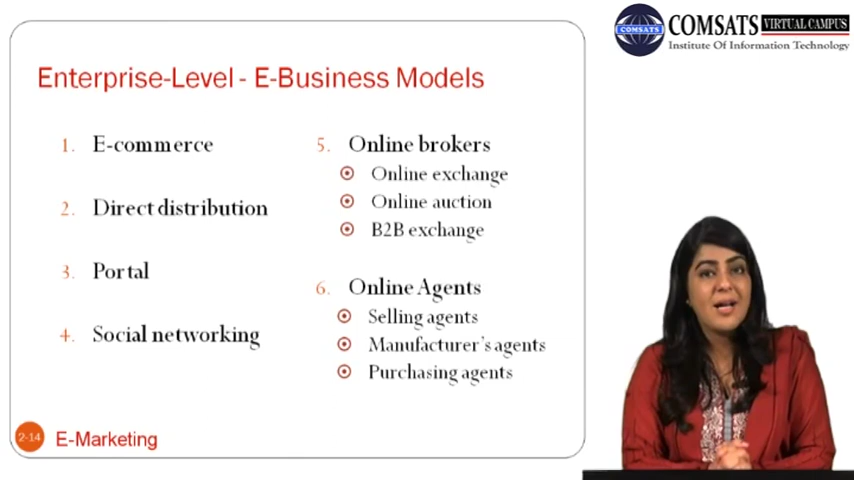 COMSATS VIRTUAL CAMPUS
COMSATS
Institute Of Information Technology
Enterprise-Level - E-Business Models
1. E-commerce
2. Direct distribution
3. Portal
4. Social networking
5. Online brokers
Online exchange
Online auction
B2B exchange
6. Online Agents
Selling agents
Manufacturer's agents
Purchasing agents
2-14
E-Marketing